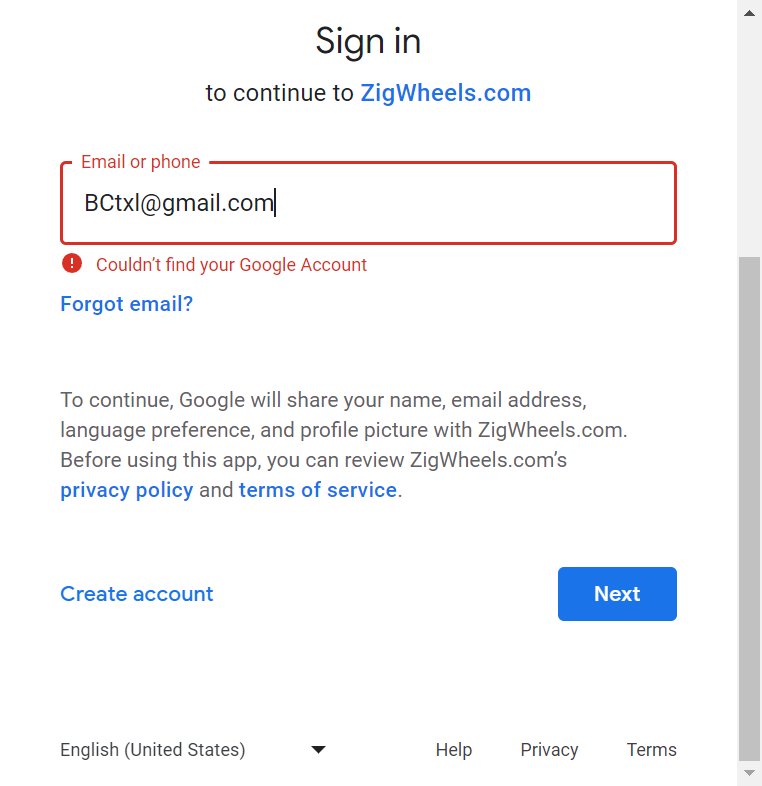 Sign in
to continue to ZigWheels.com
Email or phone
BCtxl@gmail.com
Couldn’t find your Google Account
Forgot email?
To continue, Google will share your name, email address,
language preference, and profile picture with ZigWheels.com.
Before using this app, you can review ZigWheels.com’s
privacy policy and terms of service.
Create account
Next
English (United States)
Help
Privacy
Terms